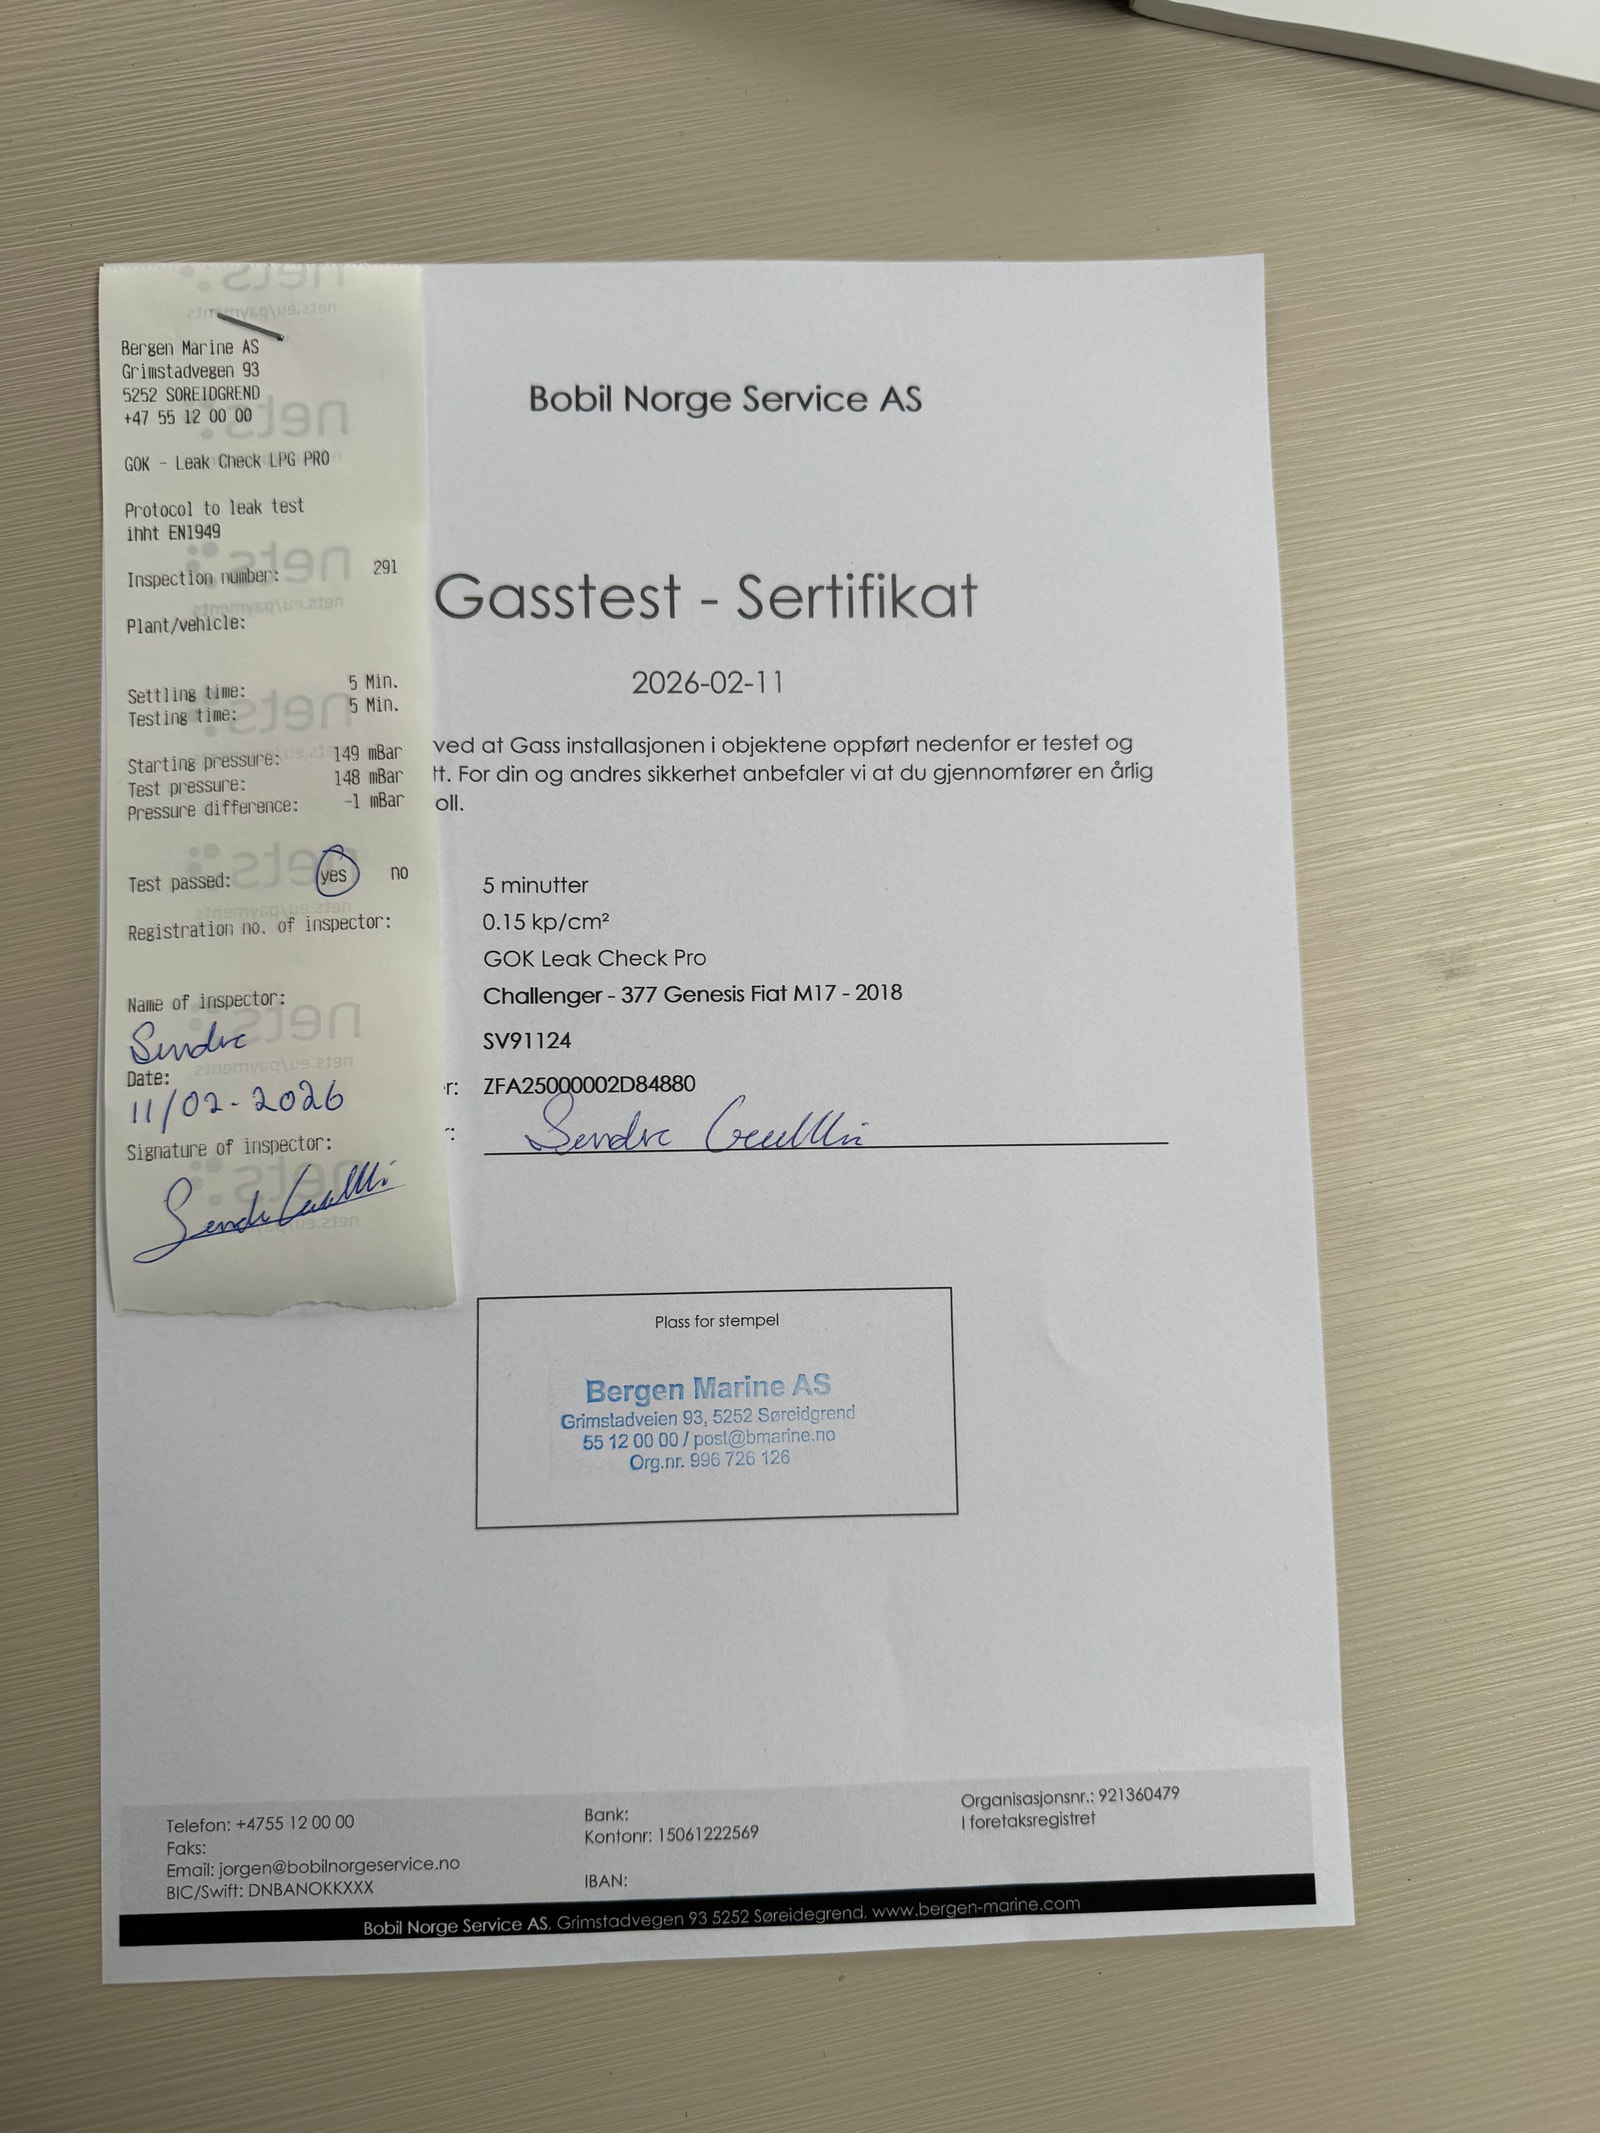 Bergen Marine AS
Grimstadvegen 93
5252 SOREIDGREND
+47 55 12 00 00
GOK - Leak Check LPG PRO
Protocol to leak test
ihht EN1949
Inspection number: 291
Plant/vehicle:
Settling time: 5 Min.
Testing time: 5 Min.
Starting pressure: 149 mBar
Test pressure: 148 mBar
Pressure difference: -1 mBar
Test passed: yes no
Registration no. of inspector:
Name of inspector:
Sendre
Date:
11/02-2026
Signature of inspector:
Bobil Norge Service AS
Gasstest - Sertifikat
2026-02-11
ved at Gass installasjonen i objektene oppført nedenfor er testet og
tt. For din og andres sikkerhet anbefaler vi at du gjennomfører en årlig
oll.
5 minutter
0.15 kp/cm²
GOK Leak Check Pro
Challenger - 377 Genesis Fiat M17 - 2018
SV91124
r: ZFA25000002D84880
: Sendre
Plass for stempel
Bergen Marine AS
Grimstadveien 93, 5252 Søreidgrend
55 12 00 00 / post@bmarine.no
Org.nr. 996 726 126
Telefon: +4755 12 00 00
Faks:
Email: jorgen@bobilnorgeservice.no
BIC/Swift: DNBANOKKXXX
Bank:
Kontonr: 15061222569
IBAN:
Organisasjonsnr.: 921360479
I foretaksregistret
Bobil Norge Service AS, Grimstadvegen 93 5252 Søreidegrend, www.bergen-marine.com